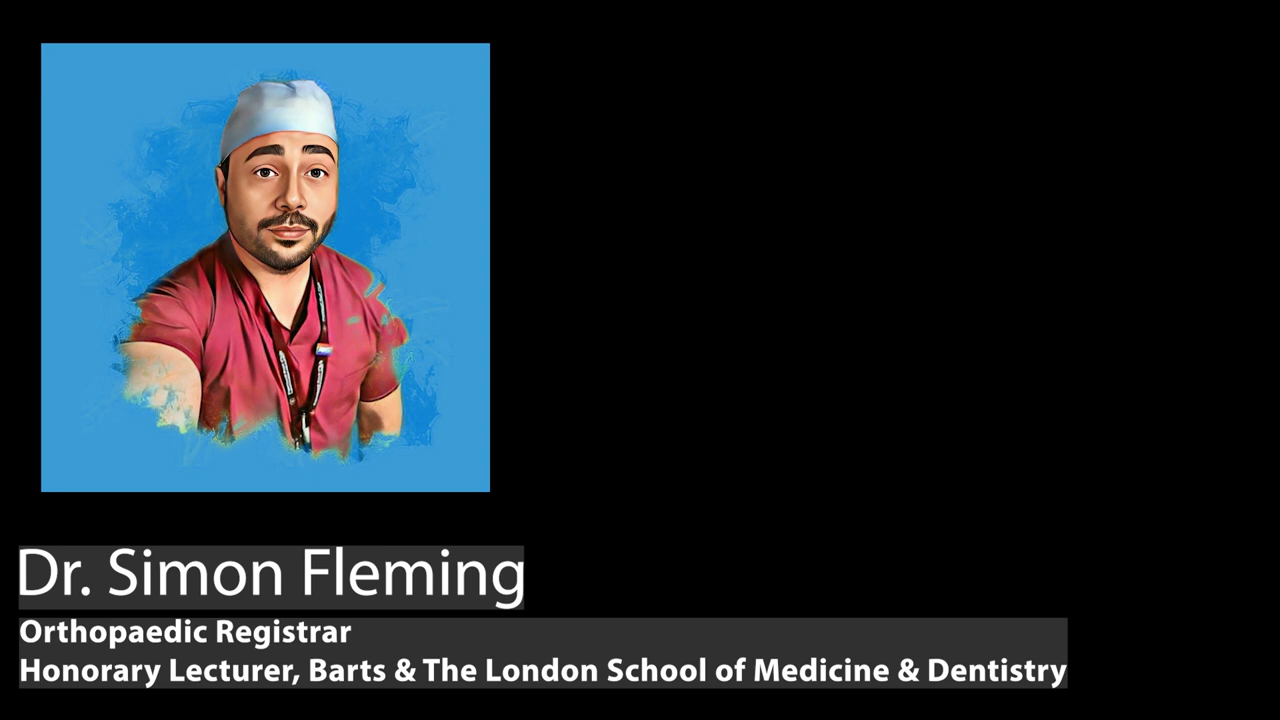 Dr. Simon Fleming
Orthopaedic Registrar
Honorary Lecturer, Barts & The London School of Medicine & Dentistry